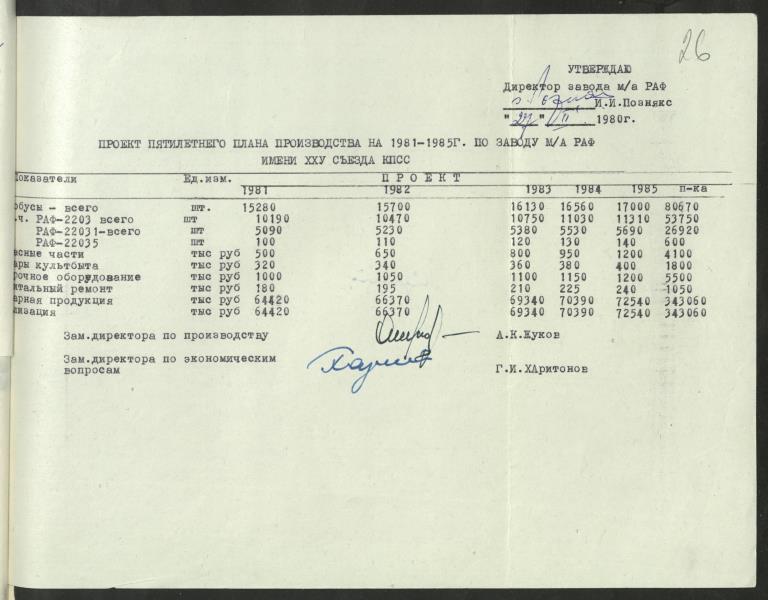 26
УТВЕРЖДАЮ
Директор завода м/а РАФ
И.И.Познякс
"27" II 1980г.
ПРОЕКТ ПЯТИЛЕТНЕГО ПЛАНА ПРОИЗВОДСТВА НА 1981-1985Г. ПО ЗАВОДУ М/А РАФ
ИМЕНИ ХХУ СЪЕЗДА КПСС
Показатели Ед.изм. П Р О Е К Т
1981 1982 1983 1984 1985 п-ка
обусы - всего шт. 15280 15700 16130 16560 17000 80670
.ч. РАФ-2203 всего шт 10190 10470 10750 11030 11310 53750
РАФ-22031-всего шт 5090 5230 5380 5530 5690 26920
РАФ-22035 шт 100 110 120 130 140 600
асные части тыс руб 500 650 800 950 1200 4100
ары культбыта тыс руб 320 340 360 380 400 1800
рочное оборудование тыс руб 1000 1050 1100 1150 1200 5500
итальный ремонт тыс руб 180 195 210 225 240 1050
арная продукция тыс руб 64420 66370 69340 70390 72540 343060
лизация тыс руб 64420 66370 69340 70390 72540 343060
Зам.директора по производству А.К.Жуков
Зам.директора по экономическим
вопросам Г.И.ХАритонов